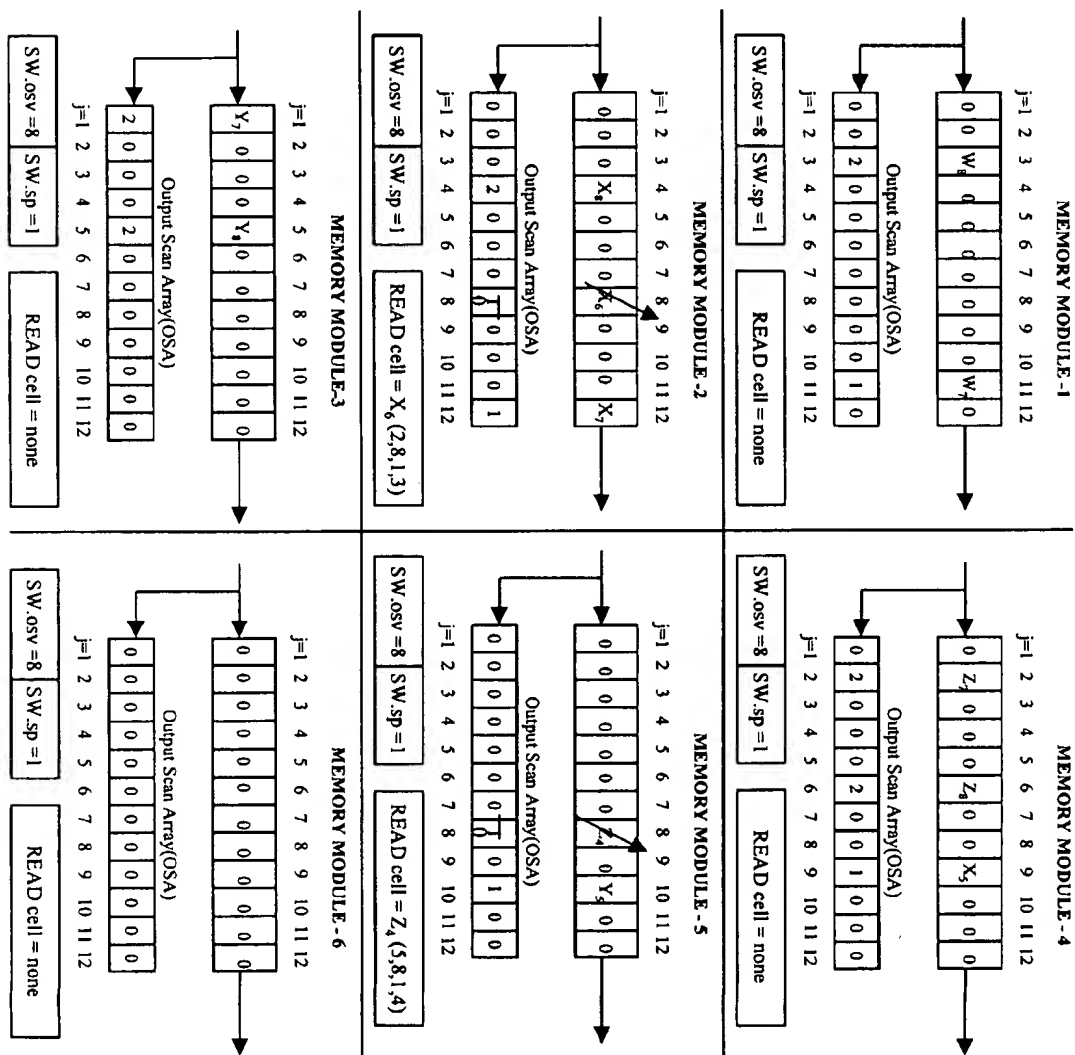 MEMORY MODULE -1
j=1 2 3 4 5 6 7 8 9 10 11 12
0 0 W₈ 0 0 0 0 0 0 0 W₇ 0
Output Scan Array(OSA)
0 0 2 0 0 0 0 0 0 0 1 0
j=1 2 3 4 5 6 7 8 9 10 11 12
SW.osv =8 SW.sp =1 READ cell = none
MEMORY MODULE - 4
j=1 2 3 4 5 6 7 8 9 10 11 12
0 Z₇ 0 0 0 Z₈ 0 0 X₅ 0 0 0
Output Scan Array(OSA)
0 2 0 0 0 2 0 0 1 0 0 0
j=1 2 3 4 5 6 7 8 9 10 11 12
SW.osv =8 SW.sp =1 READ cell = none
MEMORY MODULE -2
j=1 2 3 4 5 6 7 8 9 10 11 12
0 0 0 X₈ 0 0 0 X₆ 0 0 0 X₇
Output Scan Array(OSA)
0 0 0 2 0 0 0 1 0 0 0 1
0
j=1 2 3 4 5 6 7 8 9 10 11 12
SW.osv =8 SW.sp =1 READ cell = X₆ (2,8,1,3)
MEMORY MODULE - 5
j=1 2 3 4 5 6 7 8 9 10 11 12
0 0 0 0 0 0 0 Z₄ 0 Y₅ 0 0
Output Scan Array(OSA)
0 0 0 0 0 0 0 1 0 1 0 0
0
j=1 2 3 4 5 6 7 8 9 10 11 12
SW.osv=8 SW.sp=1 READ cell = Z₄ (5,8,1,4)
MEMORY MODULE-3
j=1 2 3 4 5 6 7 8 9 10 11 12
Y₇ 0 0 0 Y₈ 0 0 0 0 0 0 0
Output Scan Array(OSA)
2 0 0 0 2 0 0 0 0 0 0 0
j=1 2 3 4 5 6 7 8 9 10 11 12
SW.osv =8 SW.sp =1 READ cell = none
MEMORY MODULE - 6
j=1 2 3 4 5 6 7 8 9 10 11 12
0 0 0 0 0 0 0 0 0 0 0 0
Output Scan Array(OSA)
0 0 0 0 0 0 0 0 0 0 0 0
j=1 2 3 4 5 6 7 8 9 10 11 12
SW.osv=8 SW.sp=1 READ cell = none